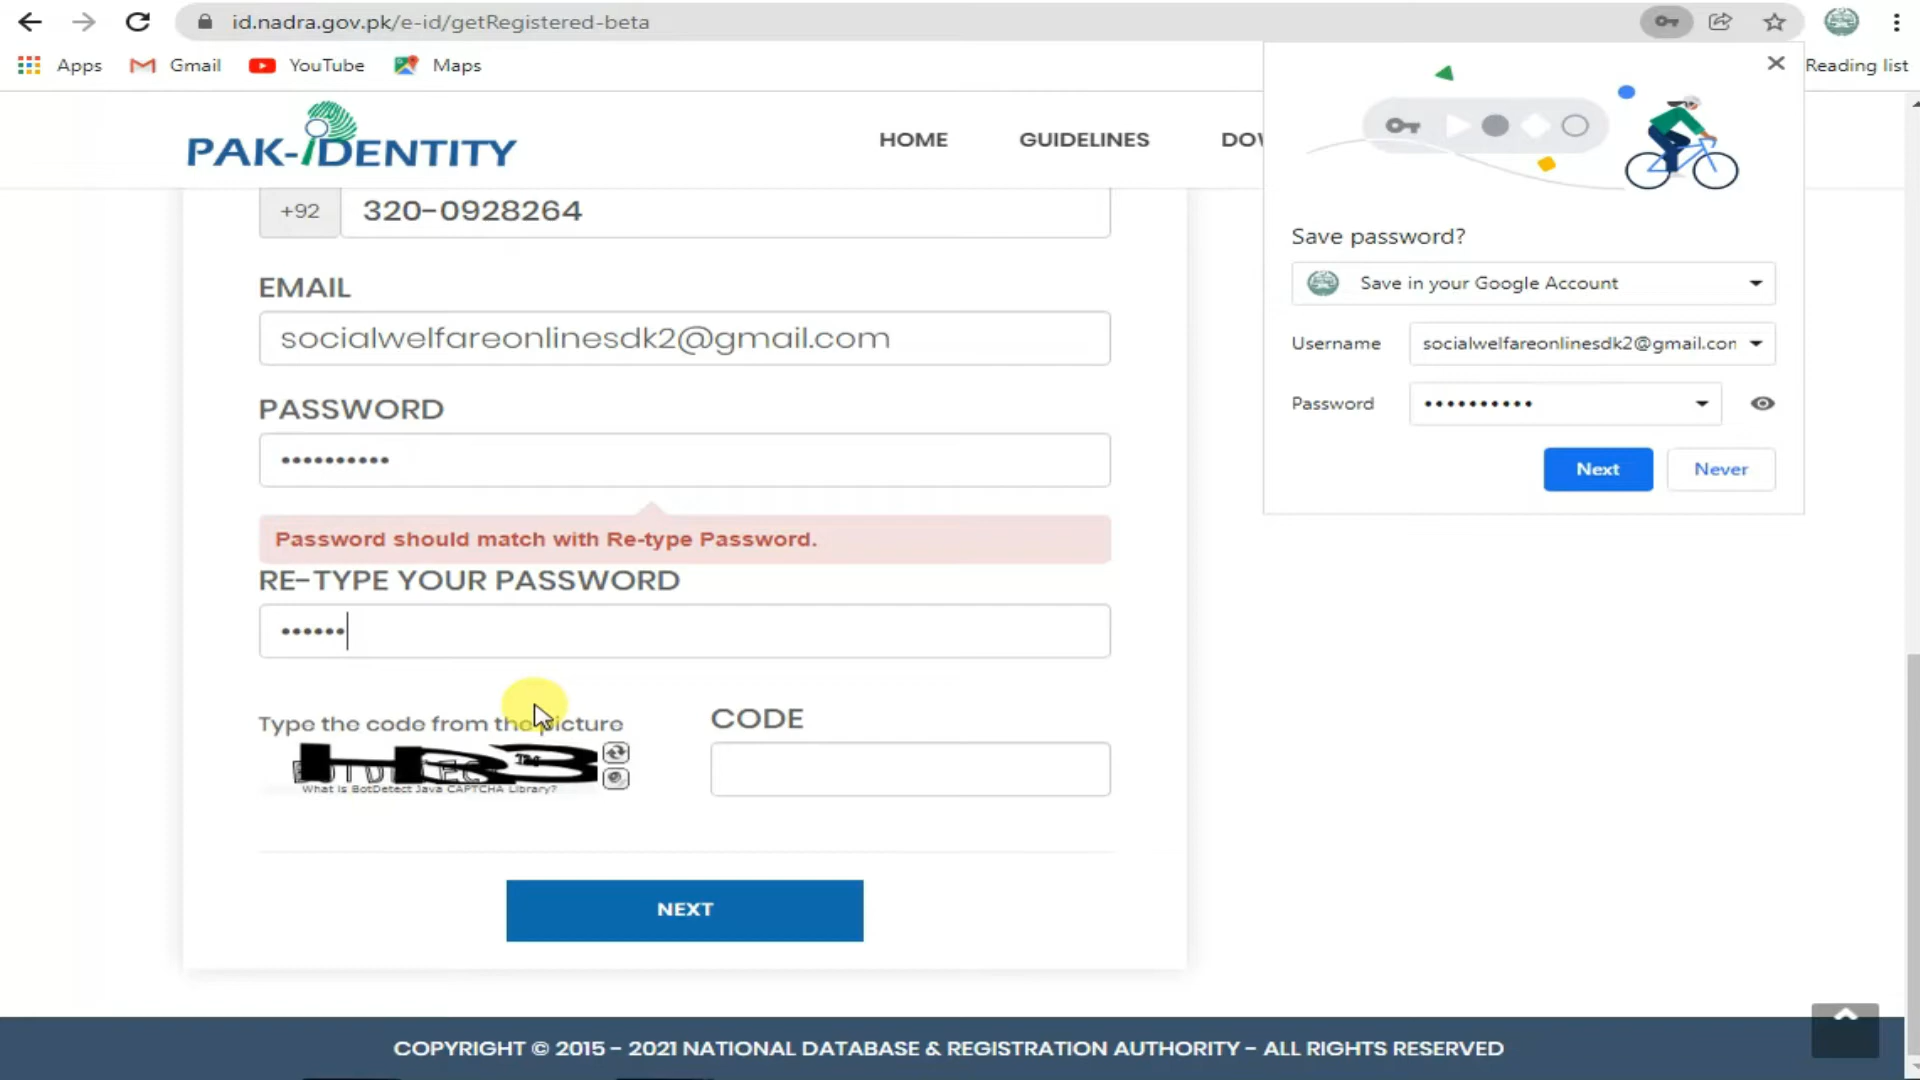 id.nadra.gov.pk/e-id/getRegistered-beta
Apps Gmail YouTube Maps Reading list
PAK-iDENTITY
HOME GUIDELINES DOW
+92 320-0928264
EMAIL
socialwelfareonlinesdk2@gmail.com
PASSWORD
••••••••••
Password should match with Re-type Password.
RE-TYPE YOUR PASSWORD
••••••
Type the code from the picture
BOTDETECT
What is BotDetect Java CAPTCHA Library?
CODE
NEXT
Save password?
Save in your Google Account
Username socialwelfareonlinesdk2@gmail.con
Password ••••••••••
Next Never
COPYRIGHT © 2015 - 2021 NATIONAL DATABASE & REGISTRATION AUTHORITY - ALL RIGHTS RESERVED